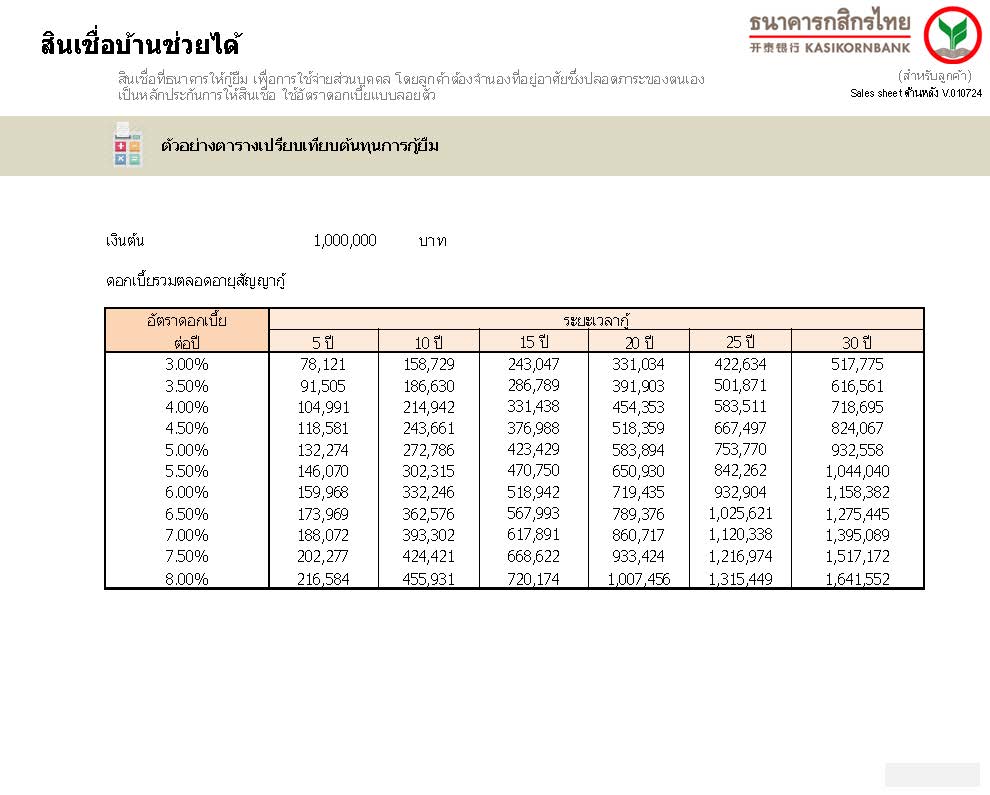 สินเชื่อบ้านช่วยได้
ธนาคารกสิกรไทย
开泰银行 KASIKORNBANK
สินเชื่อที่ธนาคารให้กู้ยืม เพื่อการใช้จ่ายส่วนบุคคล โดยลูกค้าต้องจำนองที่อยู่อาศัยซึ่งปลอดภาระของตนเอง
เป็นหลักประกันการให้สินเชื่อ ใช้อัตราดอกเบี้ยแบบลอยตัว
(สำหรับลูกค้า)
Sales sheet ด้านหลัง V.010724
ตัวอย่างตารางเปรียบเทียบต้นทุนการกู้ยืม
เงินต้น 1,000,000 บาท
ดอกเบี้ยรวมตลอดอายุสัญญากู้
อัตราดอกเบี้ย ระยะเวลากู้
ต่อปี 5 ปี 10 ปี 15 ปี 20 ปี 25 ปี 30 ปี
3.00% 78,121 158,729 243,047 331,034 422,634 517,775
3.50% 91,505 186,630 286,789 391,903 501,871 616,561
4.00% 104,991 214,942 331,438 454,353 583,511 718,695
4.50% 118,581 243,661 376,988 518,359 667,497 824,067
5.00% 132,274 272,786 423,429 583,894 753,770 932,558
5.50% 146,070 302,315 470,750 650,930 842,262 1,044,040
6.00% 159,968 332,246 518,942 719,435 932,904 1,158,382
6.50% 173,969 362,576 567,993 789,376 1,025,621 1,275,445
7.00% 188,072 393,302 617,891 860,717 1,120,338 1,395,089
7.50% 202,277 424,421 668,622 933,424 1,216,974 1,517,172
8.00% 216,584 455,931 720,174 1,007,456 1,315,449 1,641,552